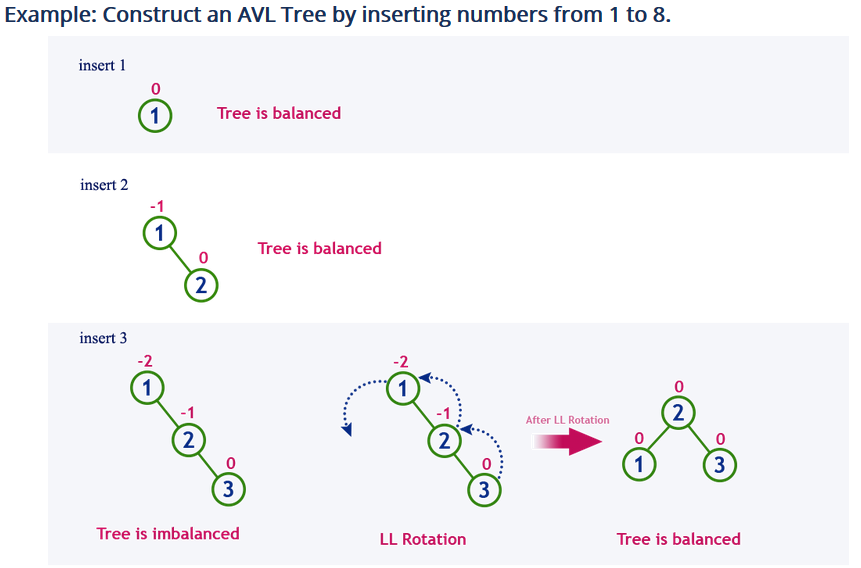 Example: Construct an AVL Tree by inserting numbers from 1 to 8.
insert 1
0
1
Tree is balanced
insert 2
-1
1
0
2
Tree is balanced
insert 3
-2
1
-1
2
0
3
Tree is imbalanced
-2
1
-1
2
0
3
LL Rotation
After LL Rotation
0
2
0
1
0
3
Tree is balanced